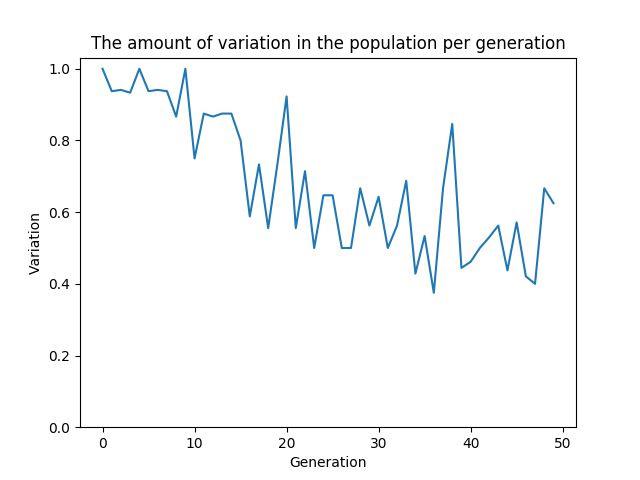 The amount of variation in the population per generation
1.0
0.8
0.6
0.4
0.2
0.0
Variation
0 10 20 30 40 50
Generation